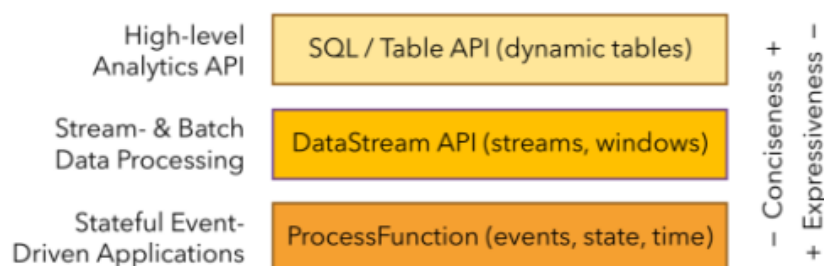 High-level
Analytics API
SQL / Table API (dynamic tables)
Stream- & Batch
Data Processing
DataStream API (streams, windows)
Stateful Event-
Driven Applications
ProcessFunction (events, state, time)
− Conciseness +
+ Expressiveness −